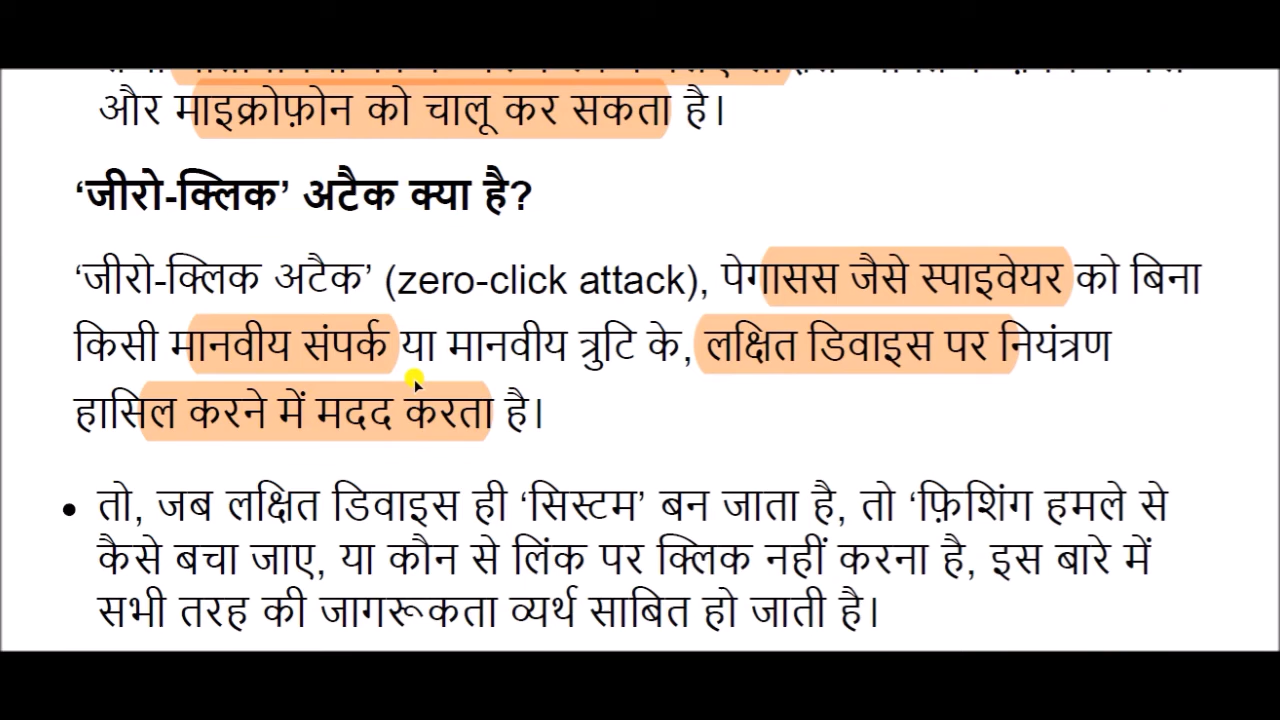 और माइक्रोफ़ोन को चालू कर सकता है।
‘जीरो-क्लिक’ अटैक क्या है?
‘जीरो-क्लिक अटैक’ (zero-click attack), पेगासस जैसे स्पाइवेयर को बिना
किसी मानवीय संपर्क या मानवीय त्रुटि के, लक्षित डिवाइस पर नियंत्रण
हासिल करने में मदद करता है।
• तो, जब लक्षित डिवाइस ही ‘सिस्टम’ बन जाता है, तो ‘फ़िशिंग हमले से
कैसे बचा जाए, या कौन से लिंक पर क्लिक नहीं करना है, इस बारे में
सभी तरह की जागरूकता व्यर्थ साबित हो जाती है।